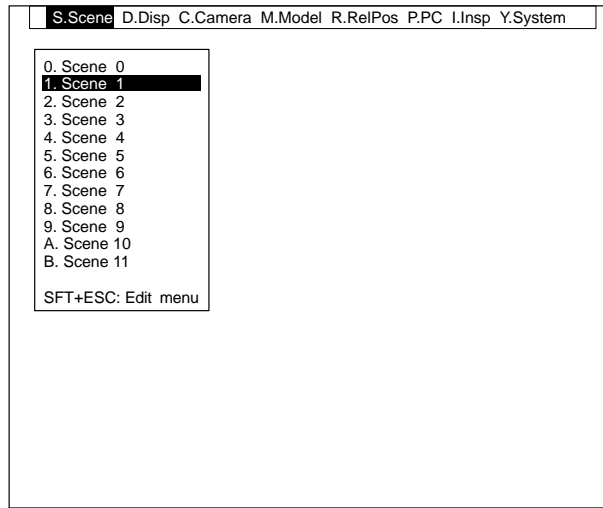 S.Scene D.Disp C.Camera M.Model R.RelPos P.PC I.Insp Y.System
0. Scene 0
1. Scene 1
2. Scene 2
3. Scene 3
4. Scene 4
5. Scene 5
6. Scene 6
7. Scene 7
8. Scene 8
9. Scene 9
A. Scene 10
B. Scene 11
SFT+ESC: Edit menu